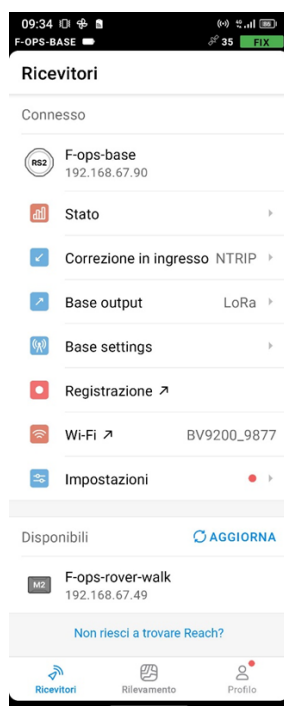 09:34
F-OPS-BASE 35 FIX
Ricevitori
Connesso
RS2 F-ops-base
192.168.67.90
Stato
Correzione in ingresso NTRIP
Base output LoRa
Base settings
Registrazione ↗
Wi-Fi ↗ BV9200_9877
Impostazioni
Disponibili AGGIORNA
M2 F-ops-rover-walk
192.168.67.49
Non riesci a trovare Reach?
Ricevitori Rilevamento Profilo